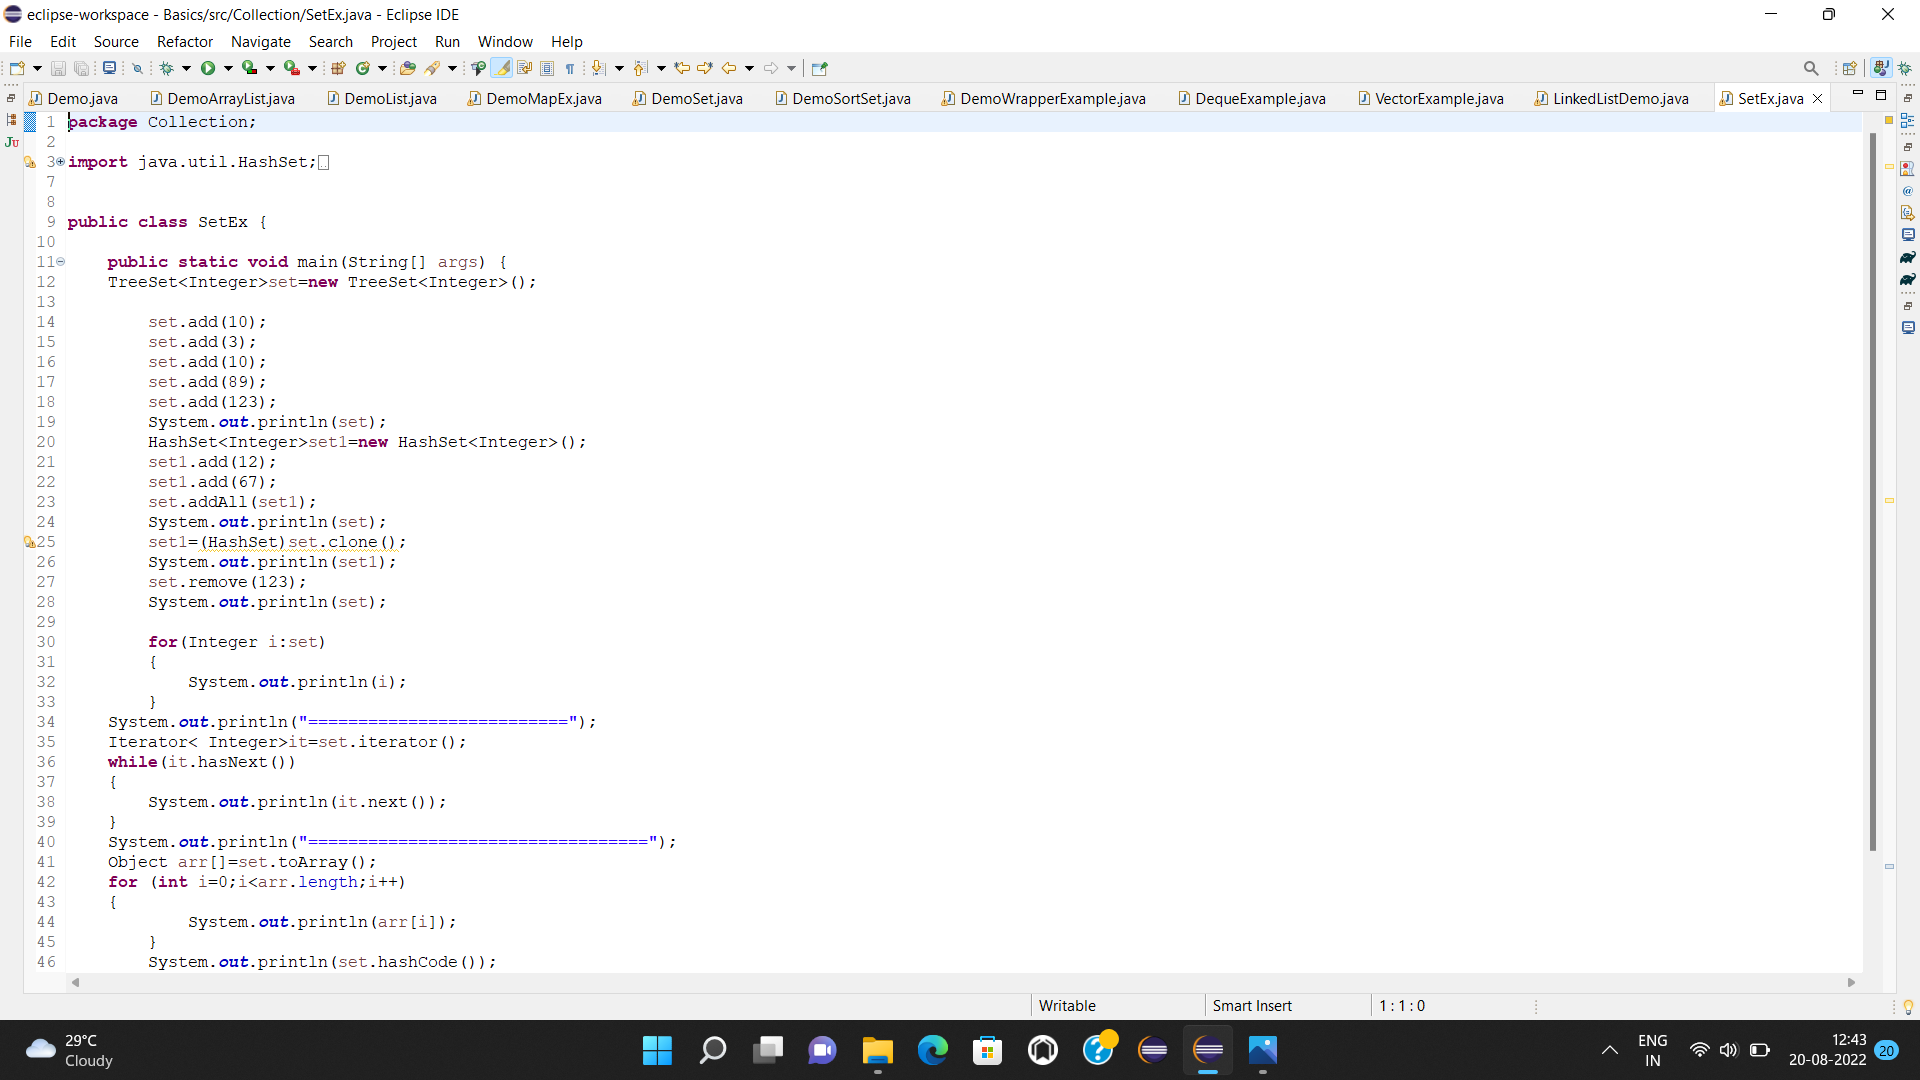 eclipse-workspace - Basics/src/Collection/SetEx.java - Eclipse IDE
File Edit Source Refactor Navigate Search Project Run Window Help
Demo.java DemoArrayList.java DemoList.java DemoMapEx.java DemoSet.java DemoSortSet.java DemoWrapperExample.java DequeExample.java VectorExample.java LinkedListDemo.java SetEx.java
1 package Collection;
2
3 import java.util.HashSet;
7
8
9 public class SetEx {
10
11 public static void main(String[] args) {
12 TreeSet<Integer>set=new TreeSet<Integer>();
13
14 set.add(10);
15 set.add(3);
16 set.add(10);
17 set.add(89);
18 set.add(123);
19 System.out.println(set);
20 HashSet<Integer>set1=new HashSet<Integer>();
21 set1.add(12);
22 set1.add(67);
23 set.addAll(set1);
24 System.out.println(set);
25 set1=(HashSet)set.clone();
26 System.out.println(set1);
27 set.remove(123);
28 System.out.println(set);
29
30 for(Integer i:set)
31 {
32 System.out.println(i);
33 }
34 System.out.println("==========================");
35 Iterator< Integer>it=set.iterator();
36 while(it.hasNext())
37 {
38 System.out.println(it.next());
39 }
40 System.out.println("==================================");
41 Object arr[]=set.toArray();
42 for (int i=0;i<arr.length;i++)
43 {
44 System.out.println(arr[i]);
45 }
46 System.out.println(set.hashCode());
Writable Smart Insert 1 : 1 : 0
29°C
Cloudy
ENG
IN
12:43
20-08-2022
20